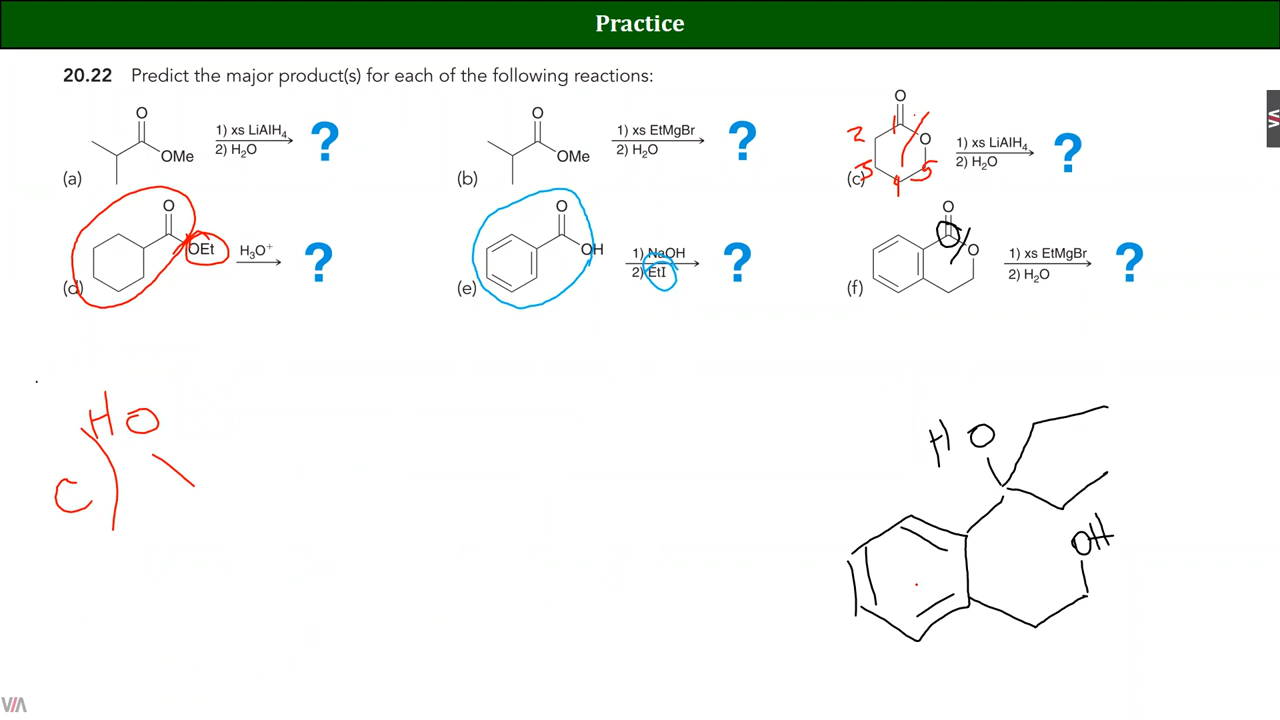 Practice
20.22 Predict the major product(s) for each of the following reactions:
(a) O OMe 1) xs LiAlH₄ 2) H₂O ?
(b) O OMe 1) xs EtMgBr 2) H₂O ?
(c) O O 1 2 3 4 5 1) xs LiAlH₄ 2) H₂O ?
(d) O OEt H₃O⁺ ?
(e) O OH 1) NaOH 2) EtI ?
(f) O O 1) xs EtMgBr 2) H₂O ?
HO
C
HO
OH
VIA